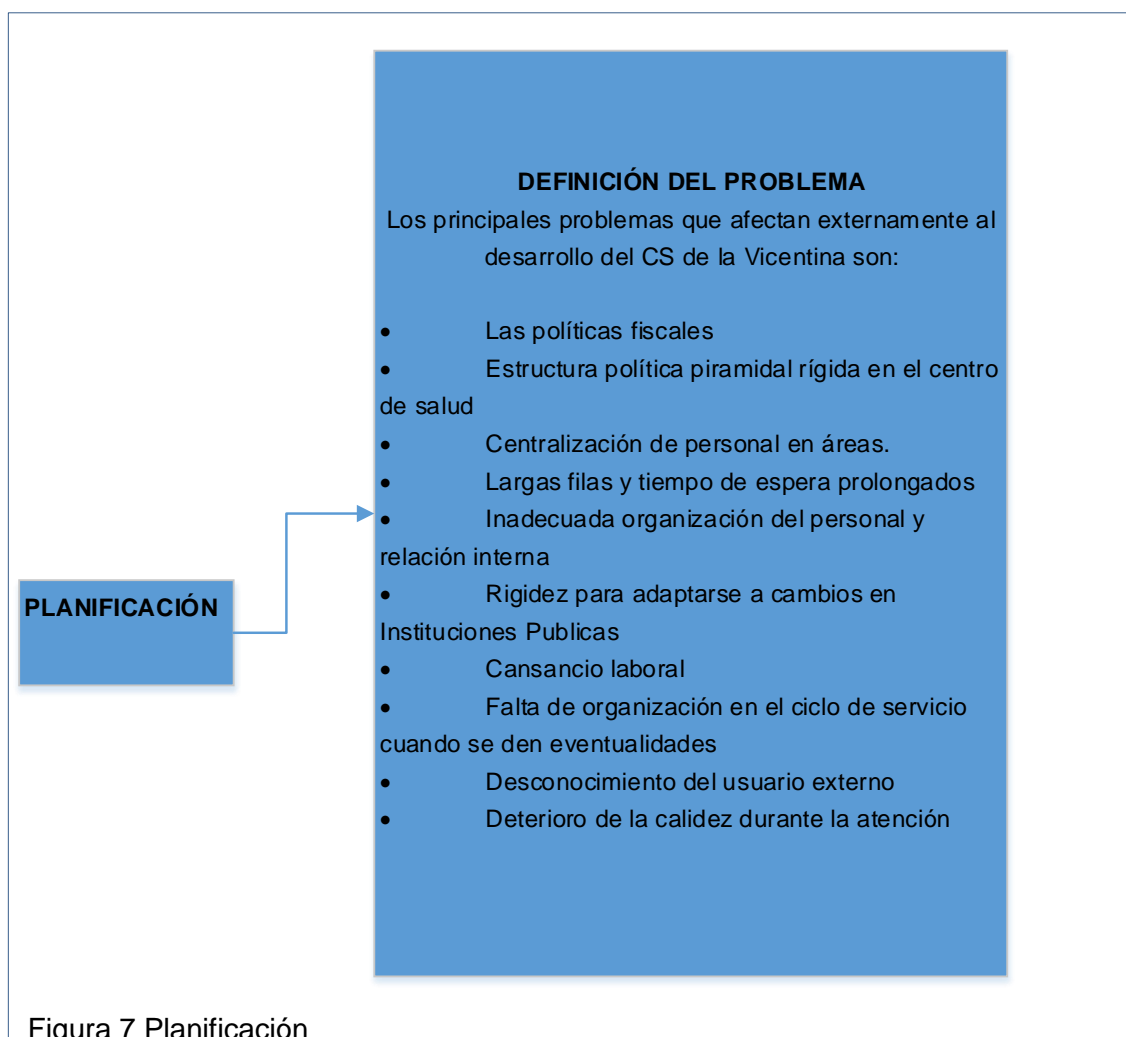 DEFINICIÓN DEL PROBLEMA
Los principales problemas que afectan externamente al
desarrollo del CS de la Vicentina son:
• Las políticas fiscales
• Estructura política piramidal rígida en el centro
de salud
• Centralización de personal en áreas.
• Largas filas y tiempo de espera prolongados
• Inadecuada organización del personal y
relación interna
• Rigidez para adaptarse a cambios en
Instituciones Publicas
• Cansancio laboral
• Falta de organización en el ciclo de servicio
cuando se den eventualidades
• Desconocimiento del usuario externo
• Deterioro de la calidez durante la atención
PLANIFICACIÓN
Figura 7 Planificación